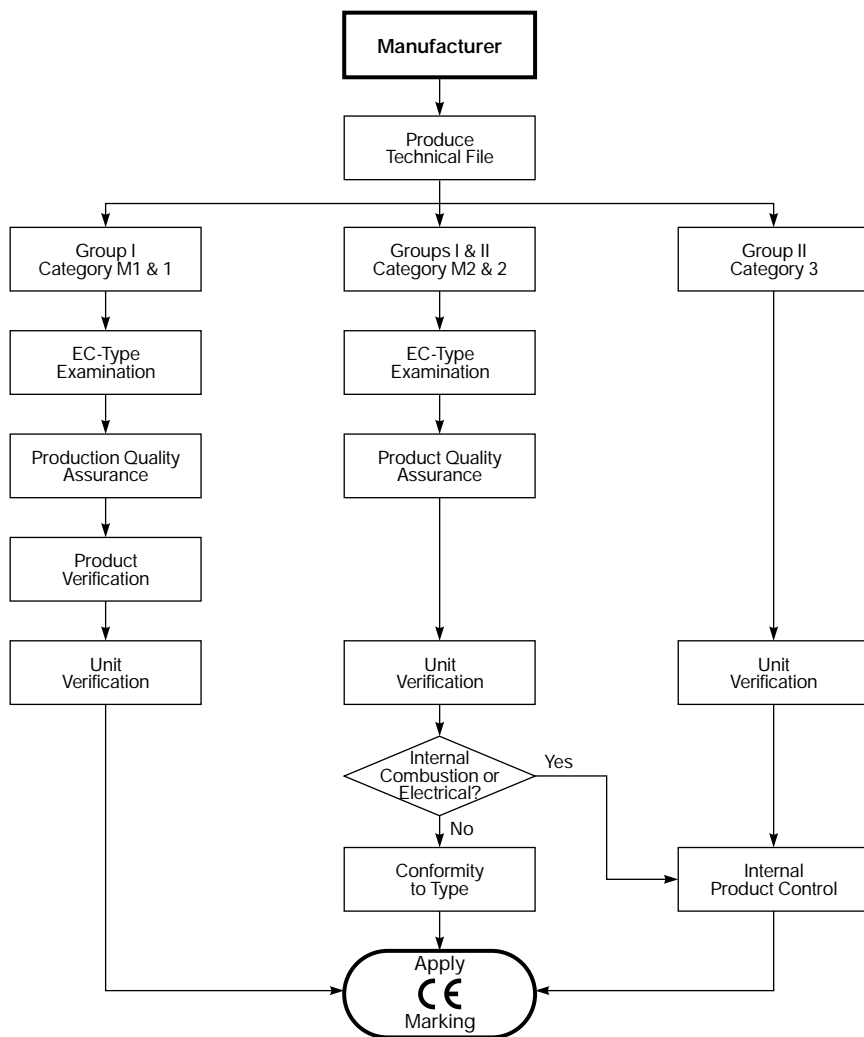 Manufacturer
Produce
Technical File
Group I
Category M1 & 1
Groups I & II
Category M2 & 2
Group II
Category 3
EC-Type
Examination
EC-Type
Examination
Production Quality
Assurance
Product Quality
Assurance
Product
Verification
Unit
Verification
Unit
Verification
Unit
Verification
Internal
Combustion or
Electrical?
Yes
No
Conformity
to Type
Internal
Product Control
Apply
CE
Marking